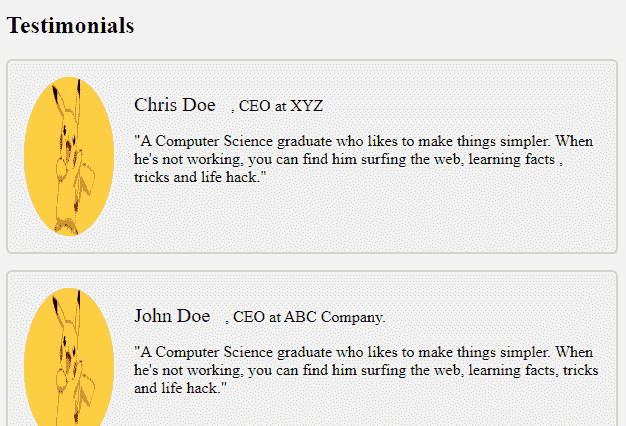 Testimonials
Chris Doe , CEO at XYZ
"A Computer Science graduate who likes to make things simpler. When
he's not working, you can find him surfing the web, learning facts ,
tricks and life hack."
John Doe , CEO at ABC Company.
"A Computer Science graduate who likes to make things simpler. When
he's not working, you can find him surfing the web, learning facts, tricks
and life hack."